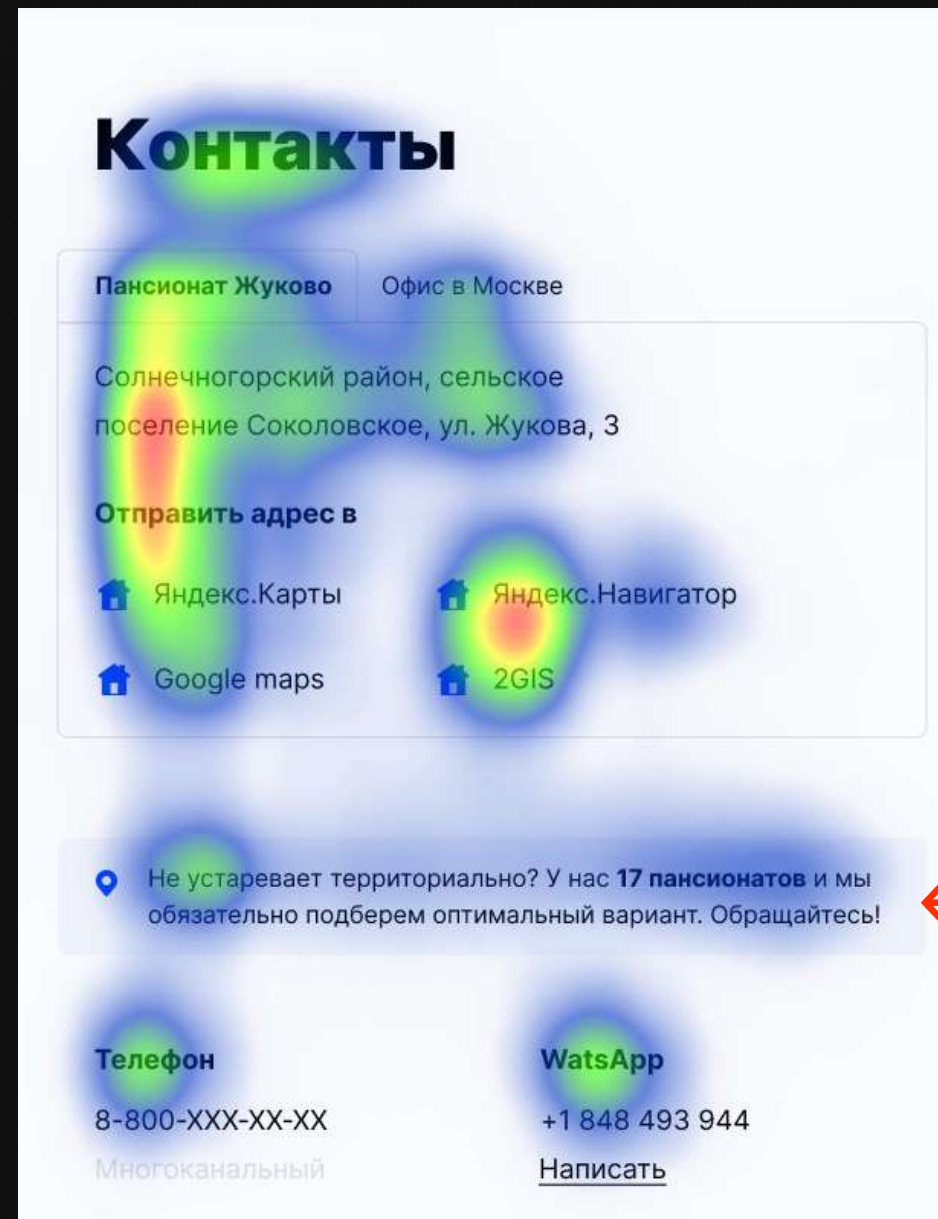 Контакты
Пансионат Жуково
Офис в Москве
Солнечногорский район, сельское
поселение Соколовское, ул. Жукова, 3
Отправить адрес в
Яндекс.Карты
Яндекс.Навигатор
Google maps
2GIS
Не устаревает территориально? У нас 17 пансионатов и мы
обязательно подберем оптимальный вариант. Обращайтесь!
Телефон
WatsApp
8-800-XXX-XX-XX
+1 848 493 944
Многоканальный
Написать